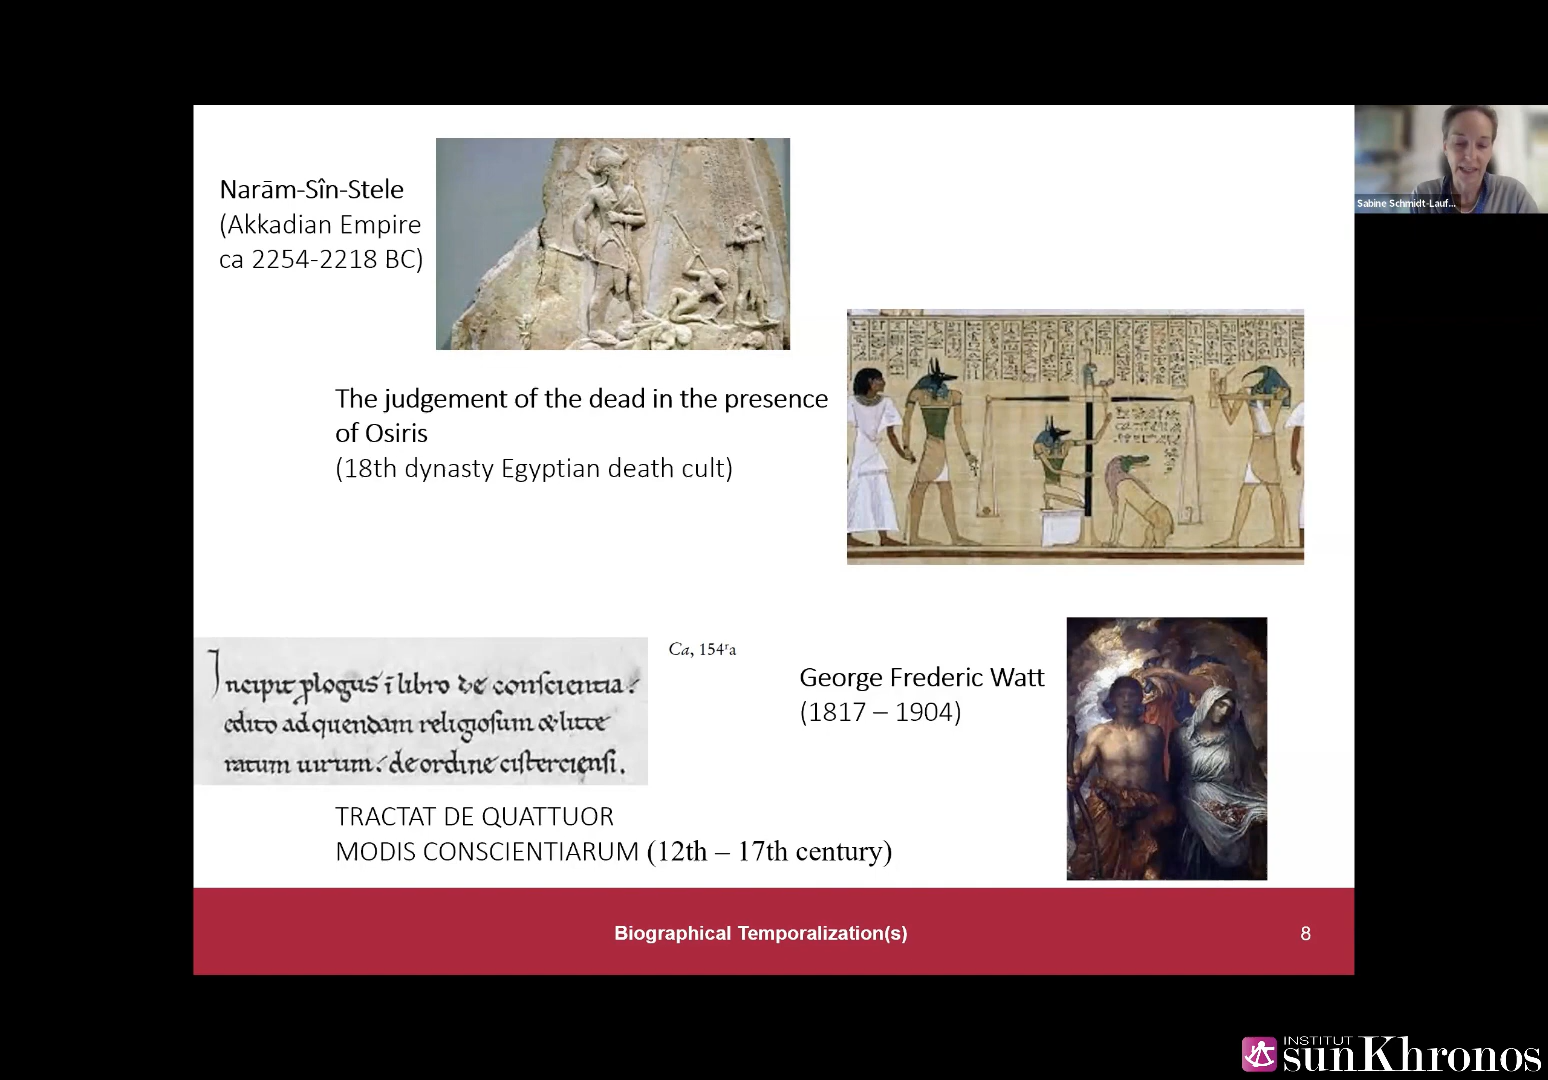 Narām-Sîn-Stele
(Akkadian Empire
ca 2254-2218 BC)
Sabine Schmidt-Lauf...
The judgement of the dead in the presence
of Osiris
(18th dynasty Egyptian death cult)
Ca, 154ʳa
Incipit plogus i libro de conscientia
edito ad quendam religiosum & litte
ratum uirum. de ordine cisterciensi.
George Frederic Watt
(1817 – 1904)
TRACTAT DE QUATTUOR
MODIS CONSCIENTIARUM (12th – 17th century)
Biographical Temporalization(s)
8
INSTITUT
sunKhronos